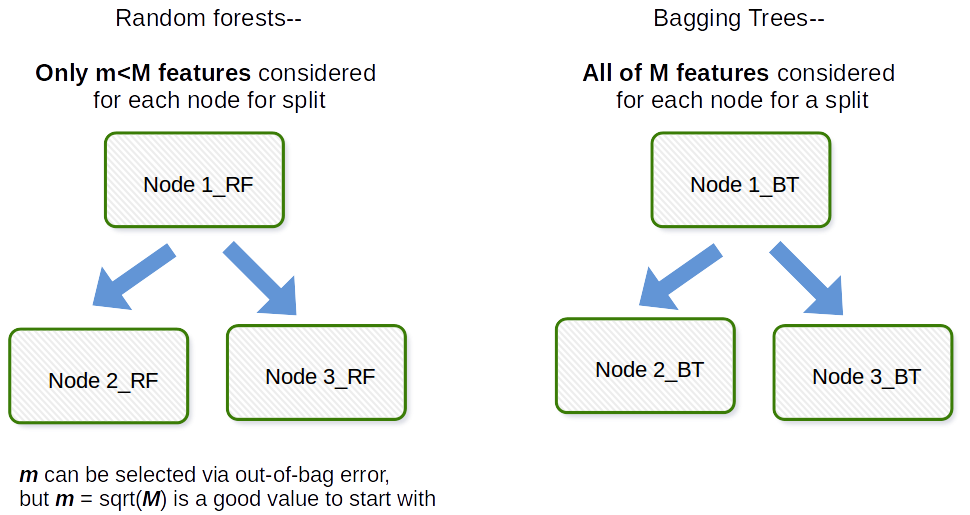 Random forests--
Only m<M features considered
for each node for split
Node 1_RF
Node 2_RF
Node 3_RF
m can be selected via out-of-bag error,
but m = sqrt(M) is a good value to start with
Bagging Trees--
All of M features considered
for each node for a split
Node 1_BT
Node 2_BT
Node 3_BT